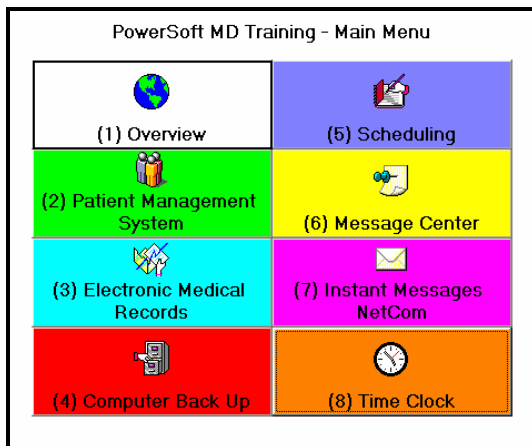 PowerSoft MD Training - Main Menu
(1) Overview
(5) Scheduling
(2) Patient Management
System
(6) Message Center
(3) Electronic Medical
Records
(7) Instant Messages
NetCom
(4) Computer Back Up
(8) Time Clock